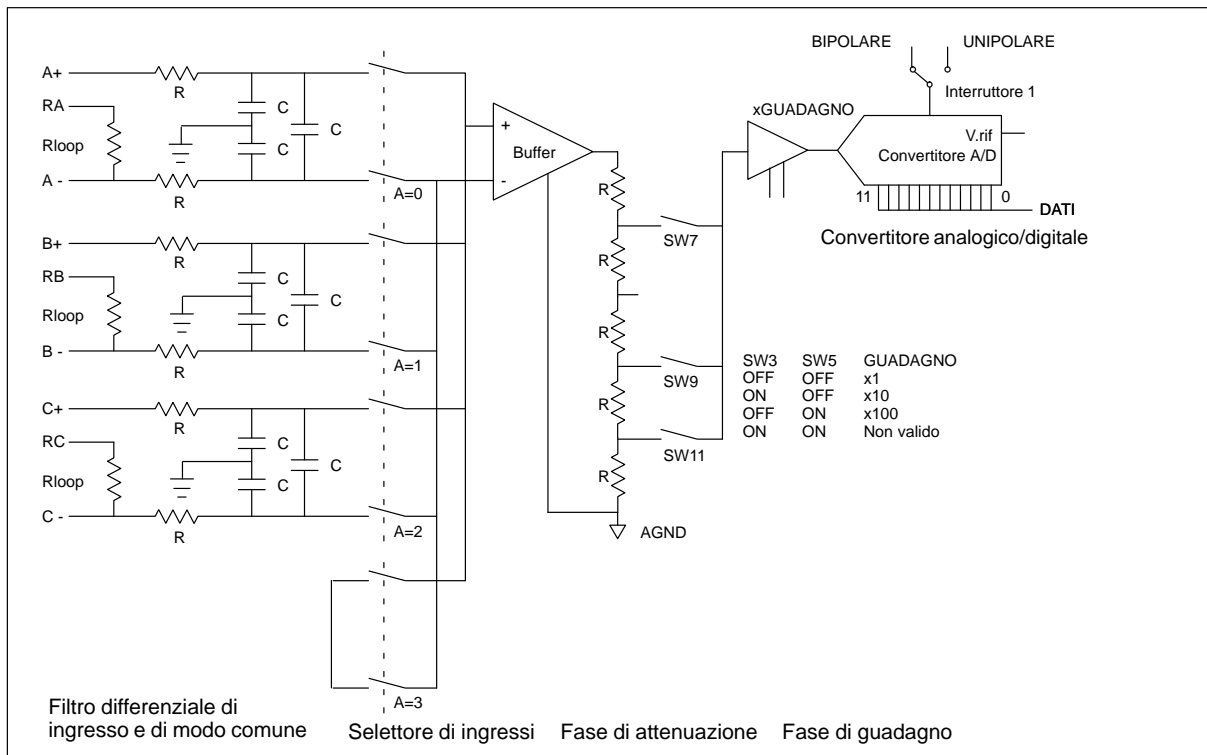 BIPOLARE UNIPOLARE
Interruttore 1
A+
R
RA
Rloop
C
C
C
A -
R
A=0
+
Buffer
-
xGUADAGNO
V.rif
Convertitore A/D
11
0
DATI
Convertitore analogico/digitale
B+
R
RB
Rloop
C
C
C
B -
R
A=1
C+
R
RC
Rloop
C
C
C
C -
R
A=2
A=3
R
SW7
R
R
SW9
R
SW11
R
AGND
SW3 SW5 GUADAGNO
OFF OFF x1
ON OFF x10
OFF ON x100
ON ON Non valido
Filtro differenziale di
ingresso e di modo comune
Selettore di ingressi
Fase di attenuazione
Fase di guadagno